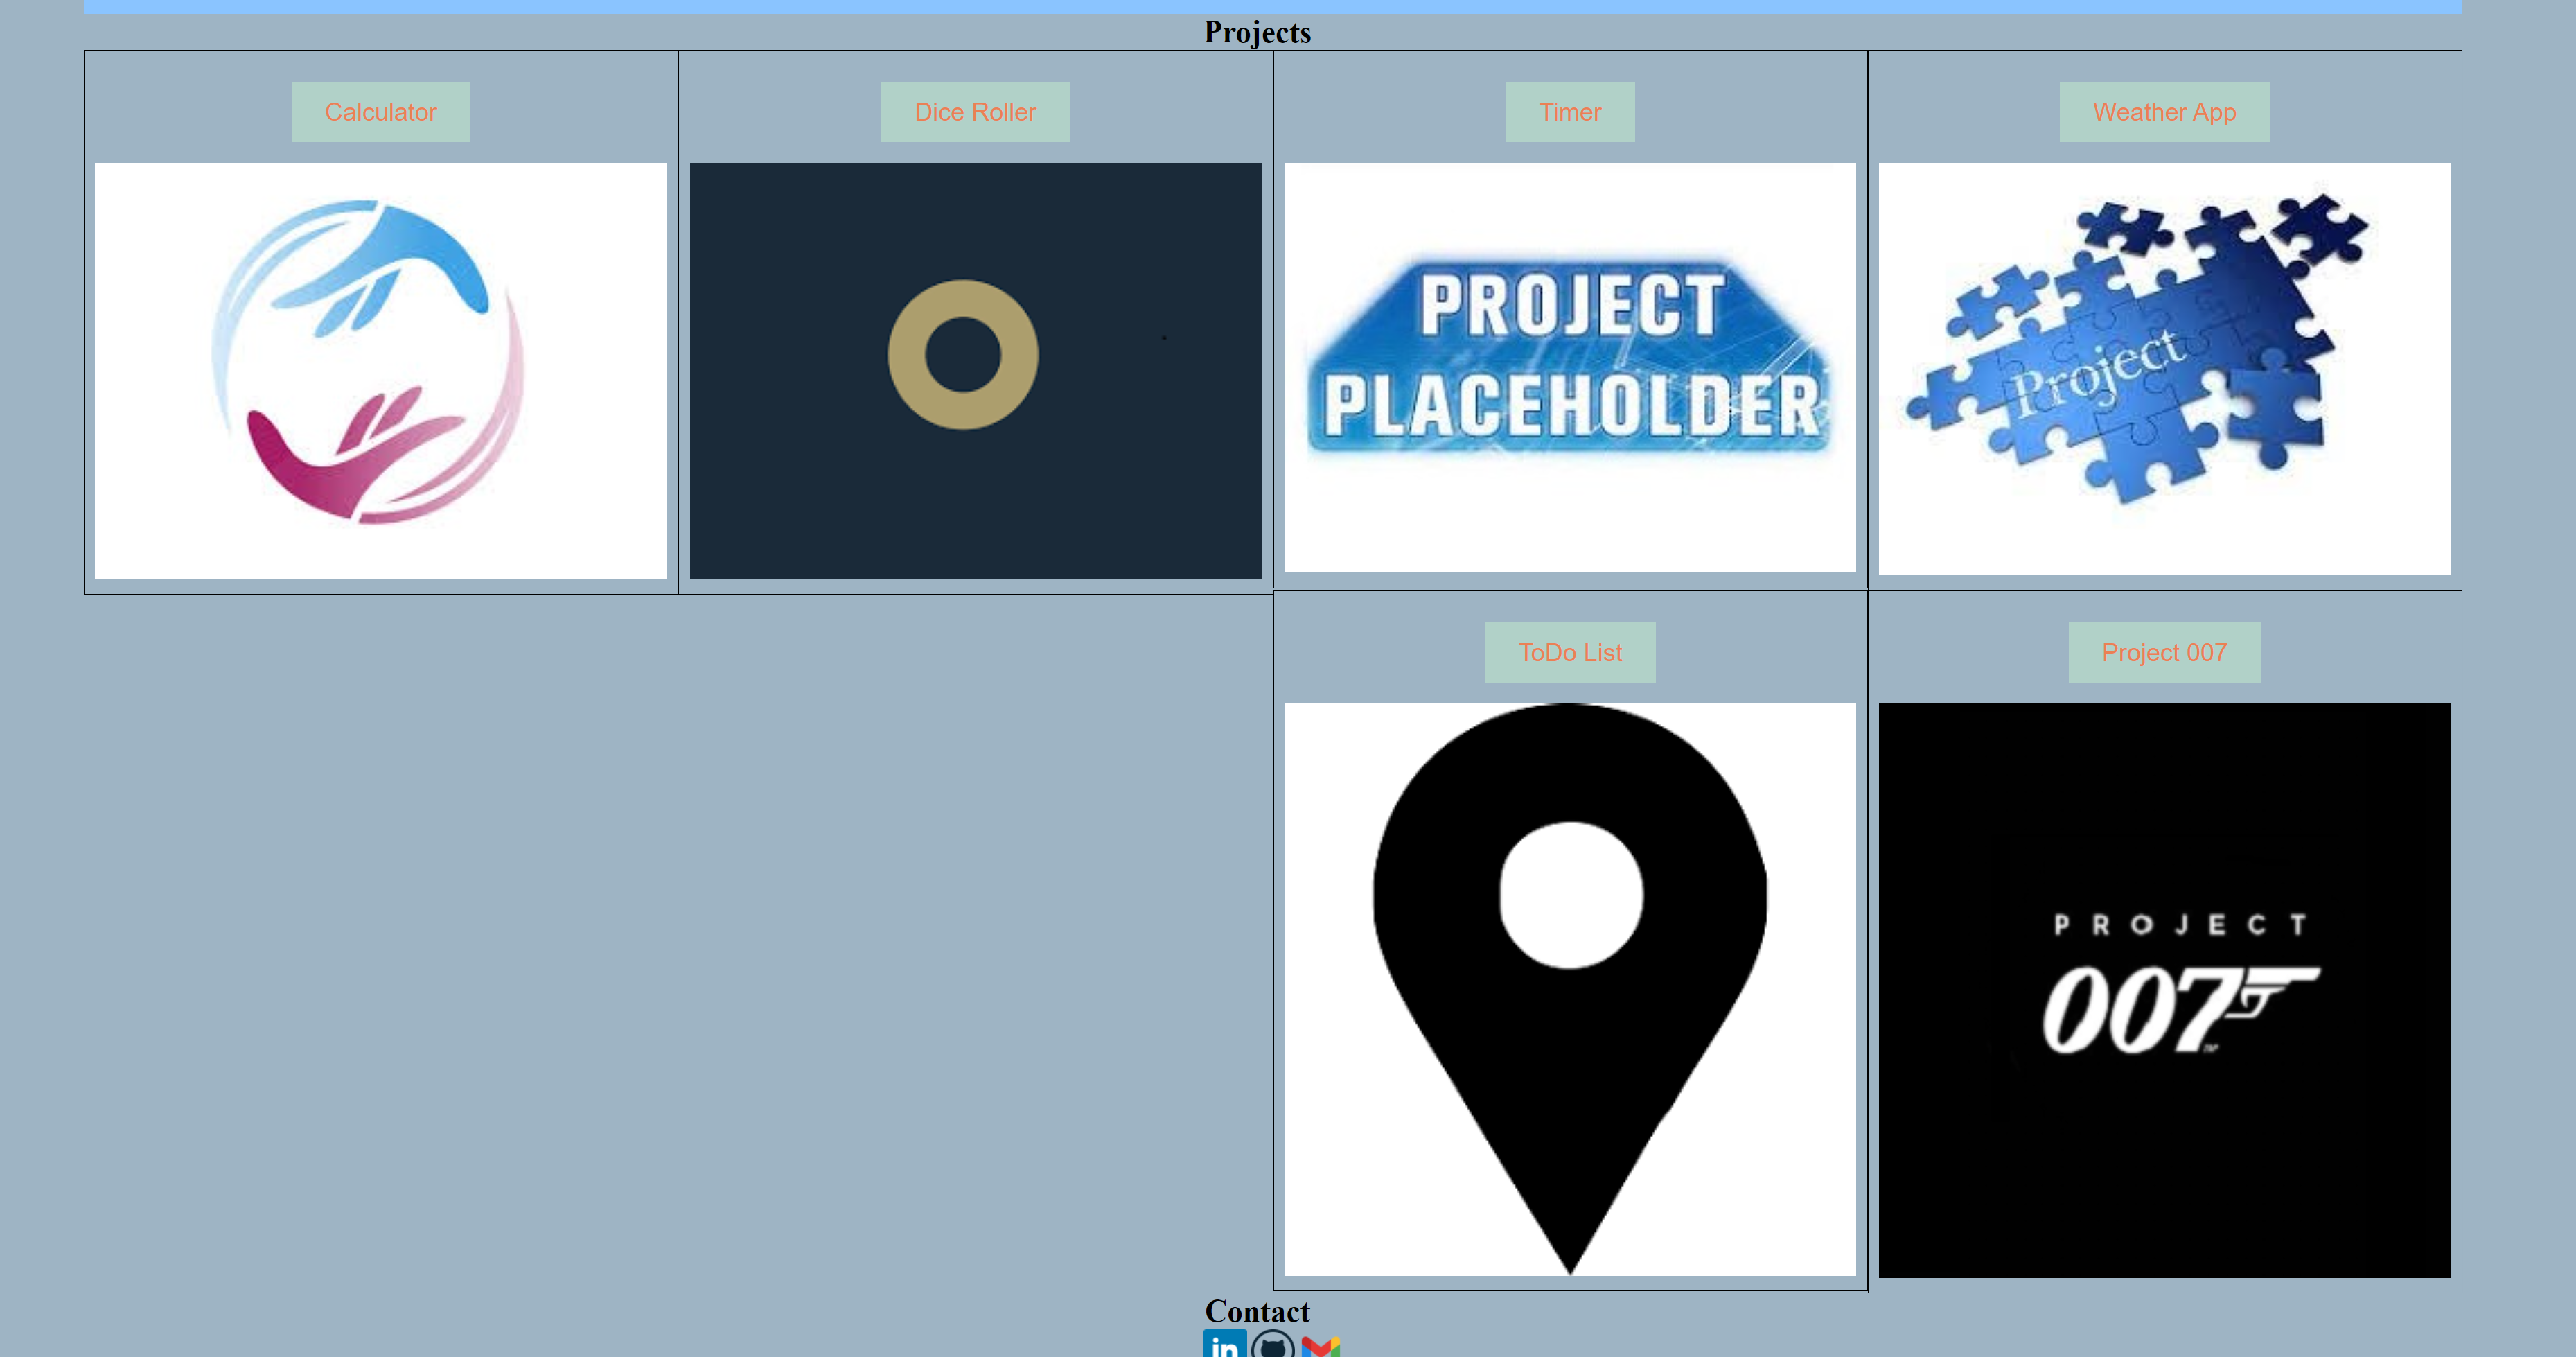 Projects
Calculator
Dice Roller
Timer
Weather App
PROJECT
PLACEHOLDER
Project
ToDo List
Project 007
PROJECT
007
Contact
in